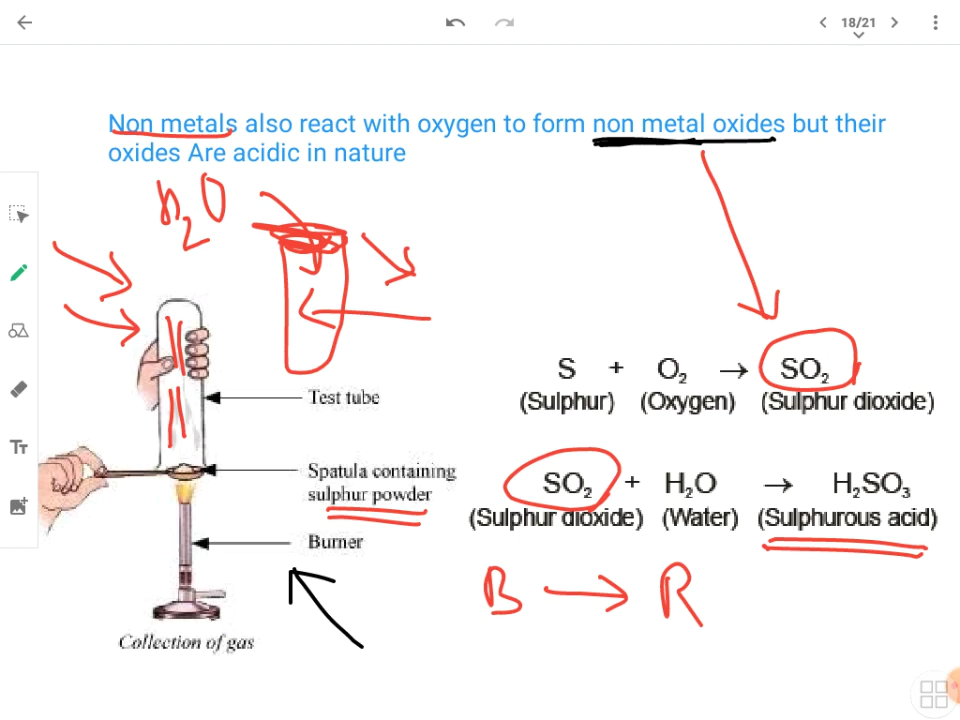 18/21
Non metals also react with oxygen to form non metal oxides but their
oxides Are acidic in nature
h₂O
S + O₂ → SO₂
(Sulphur) (Oxygen) (Sulphur dioxide)
Test tube
Spatula containing
sulphur powder
SO₂ + H₂O → H₂SO₃
(Sulphur dioxide) (Water) (Sulphurous acid)
Burner
B → R
Collection of gas
TT